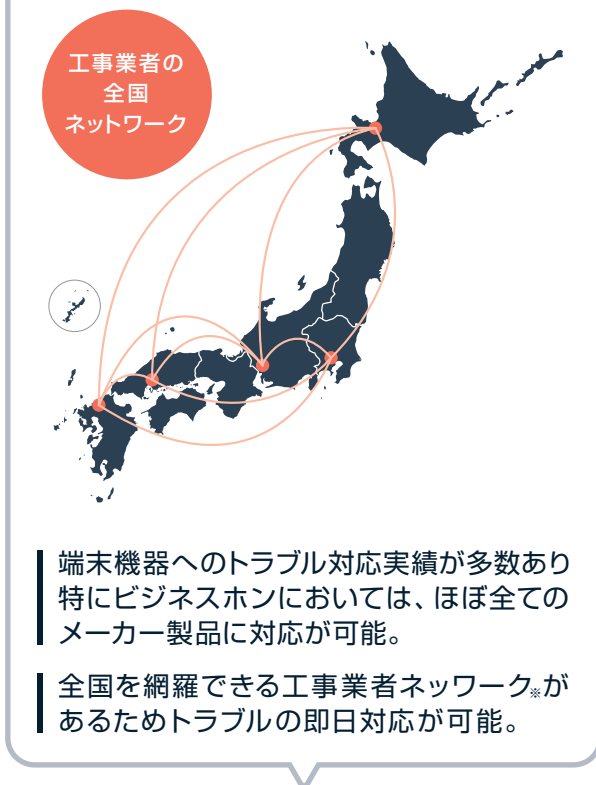 工事業者の
全国
ネットワーク
端末機器へのトラブル対応実績が多数あり
特にビジネスホンにおいては、ほぼ全ての
メーカー製品に対応が可能。
全国を網羅できる工事業者ネッワーク※が
あるためトラブルの即日対応が可能。